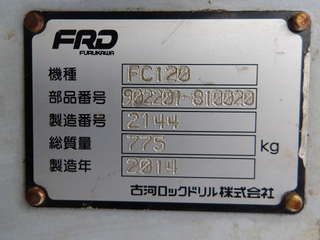 FRD
FURUKAWA
機種 FC120
部品番号 902201-810020
製造番号 2144
総質量 775 kg
製造年 2014
古河ロックドリル株式会社